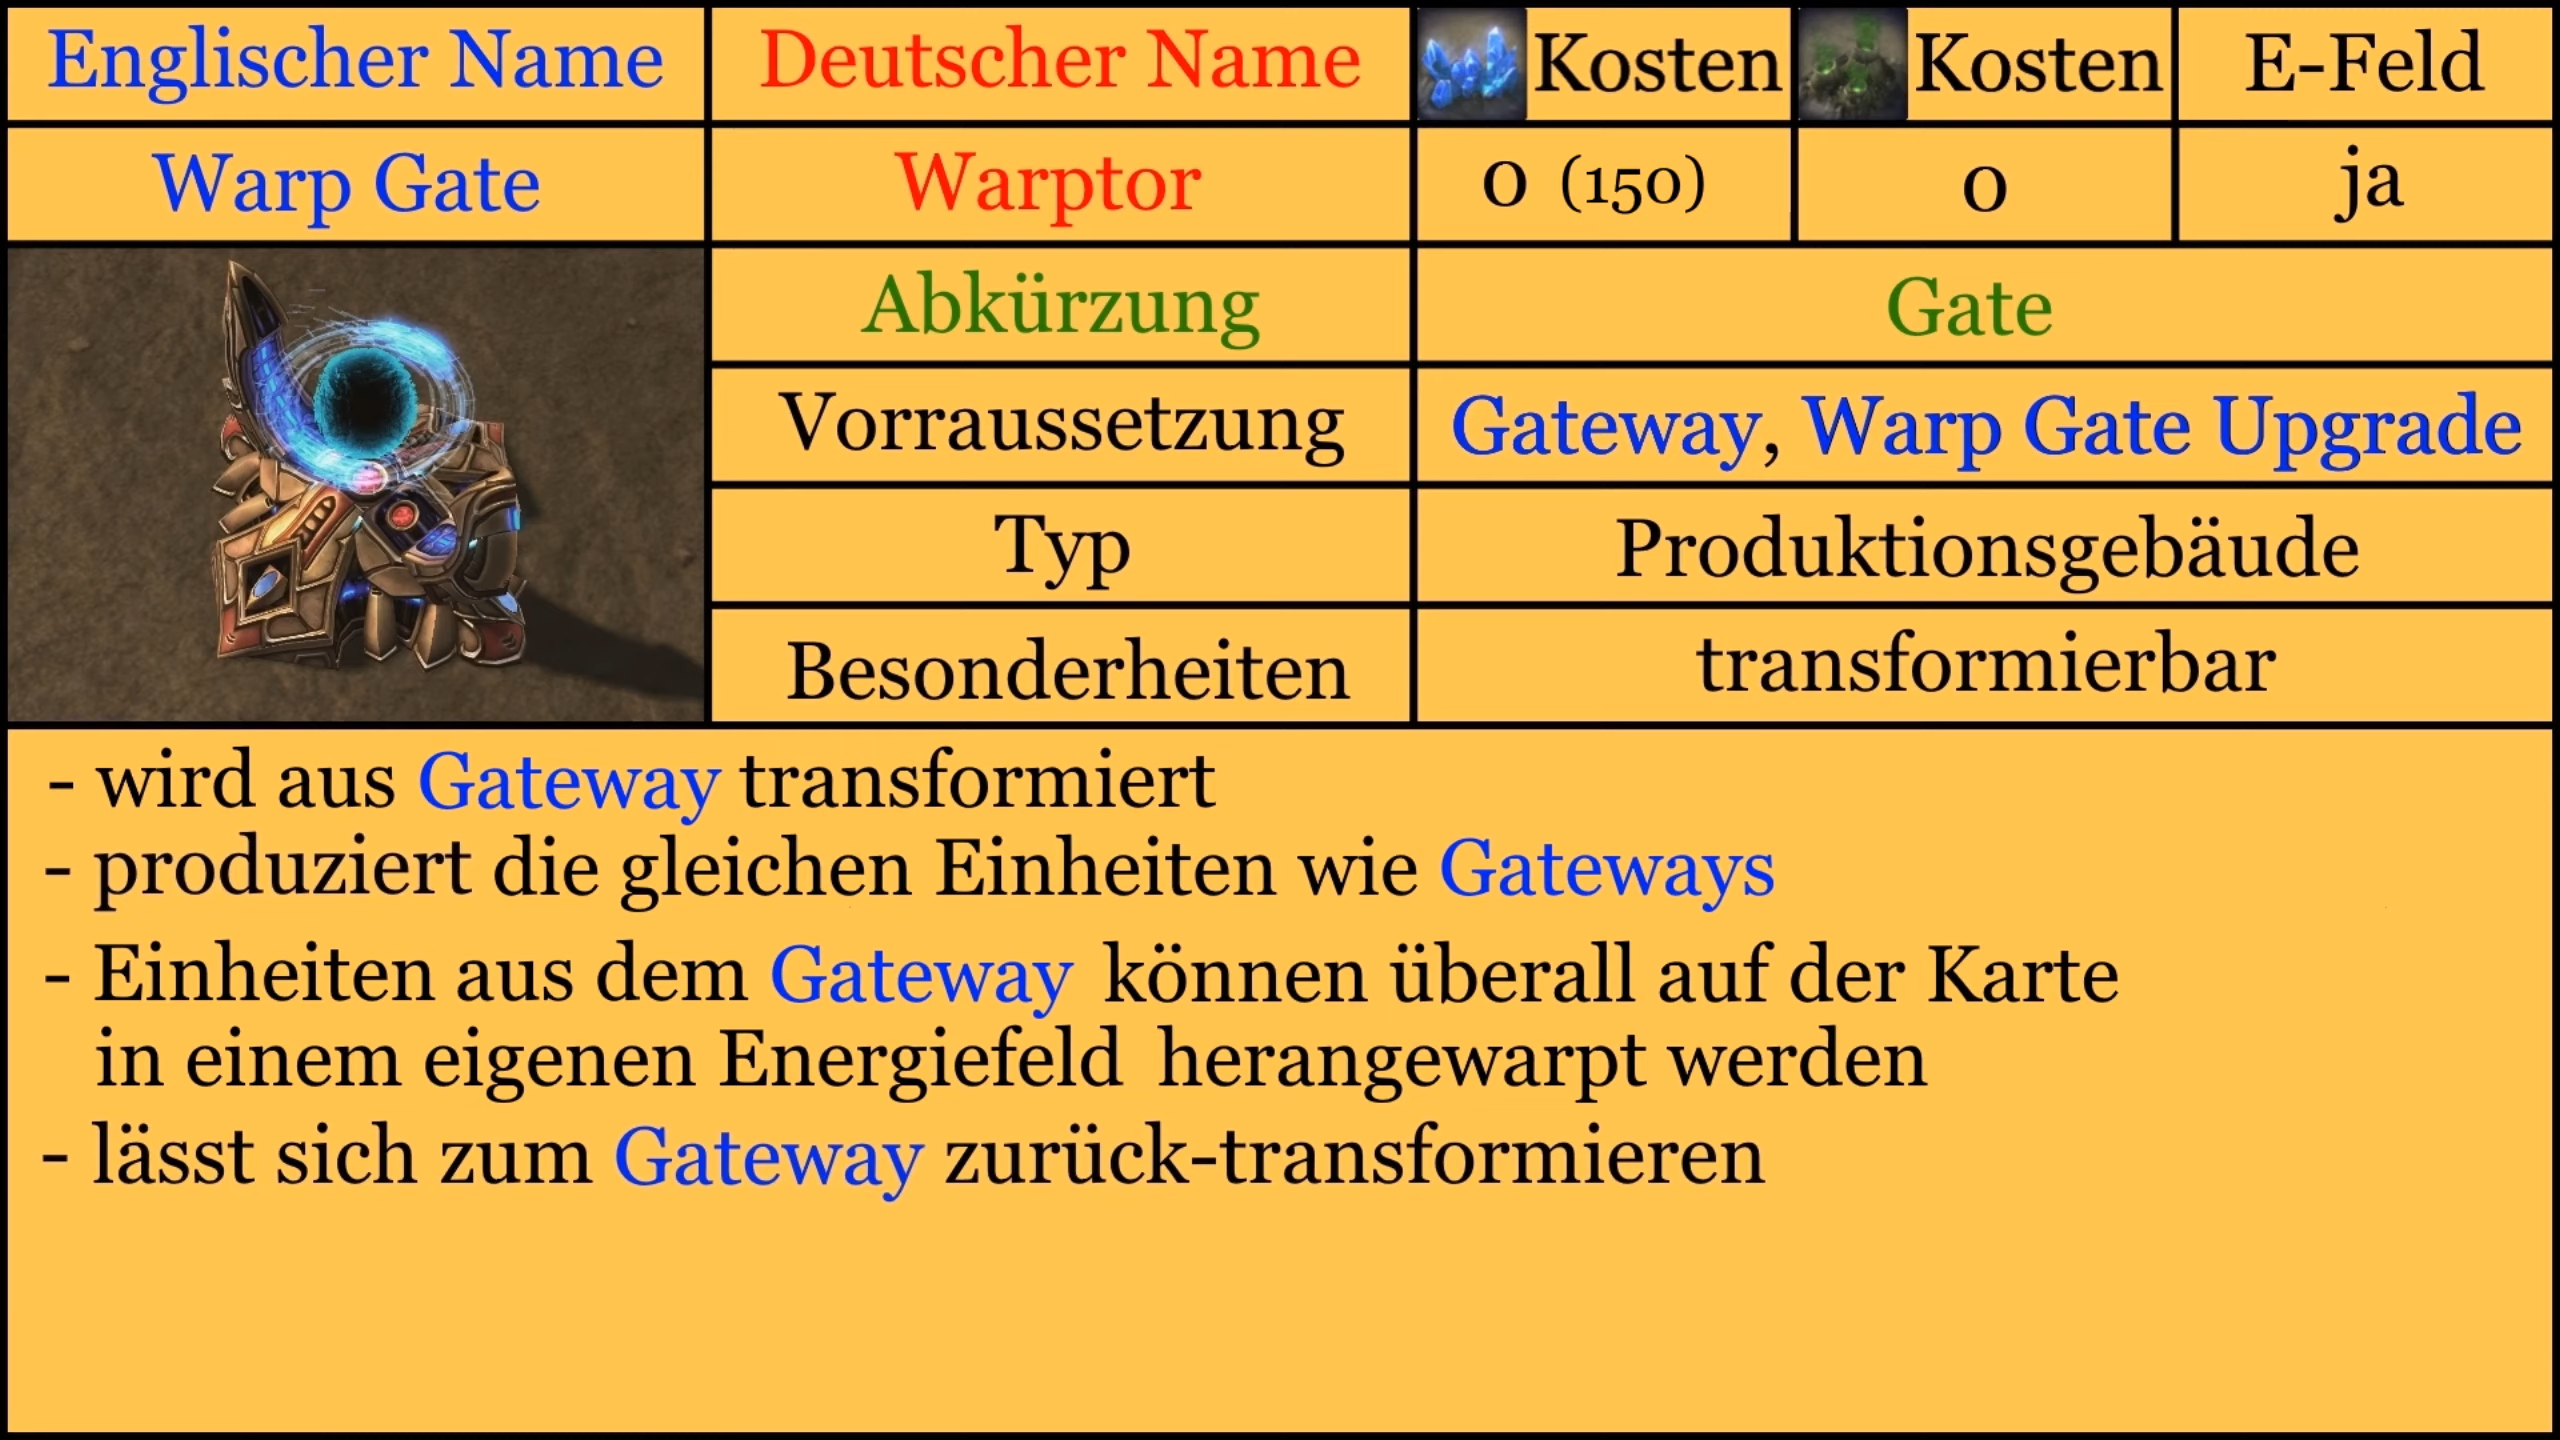 Englischer Name Deutscher Name Kosten Kosten E-Feld
Warp Gate Warptor 0 (150) 0 ja
Abkürzung Gate
Vorraussetzung Gateway, Warp Gate Upgrade
Typ Produktionsgebäude
Besonderheiten transformierbar
- wird aus Gateway transformiert
- produziert die gleichen Einheiten wie Gateways
- Einheiten aus dem Gateway können überall auf der Karte
in einem eigenen Energiefeld herangewarpt werden
- lässt sich zum Gateway zurück-transformieren